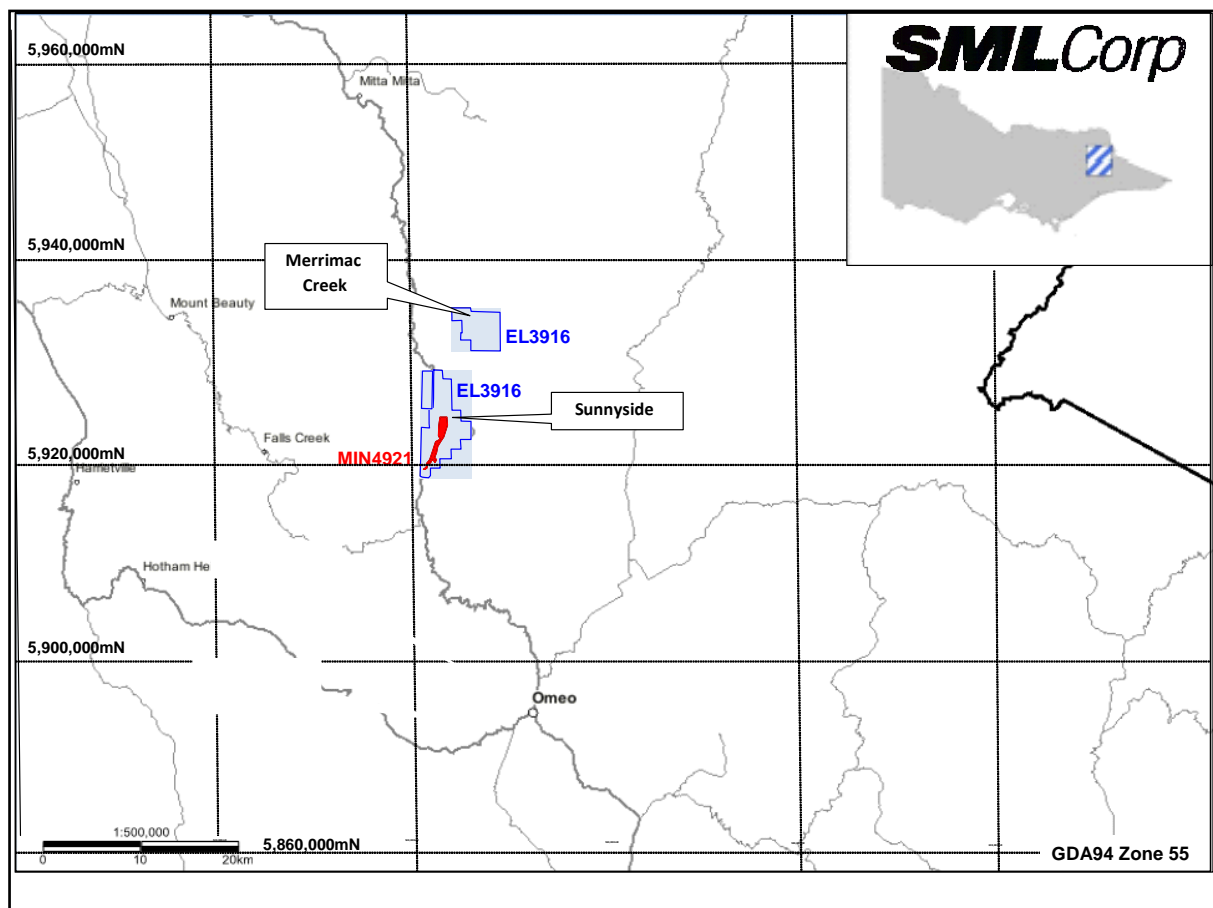 SMLCorp
5,960,000mN
Mitta Mitta
5,940,000mN
Merrimac
Creek
Mount Beauty
EL3916
EL3916
Sunnyside
Falls Creek
MIN4921
5,920,000mN
Harrietville
Hotham He
5,900,000mN
Omeo
1:500,000
0
10
20km
5,860,000mN
GDA94 Zone 55